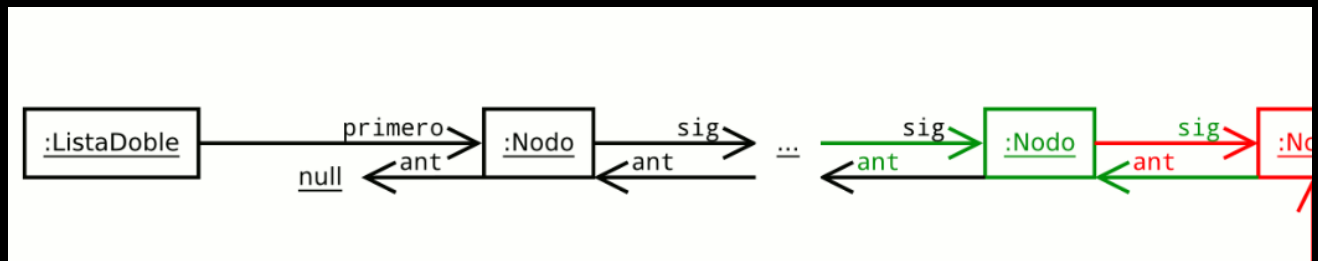 primero sig sig sig
:ListaDoble :Nodo ... :Nodo
null ant ant ant ant